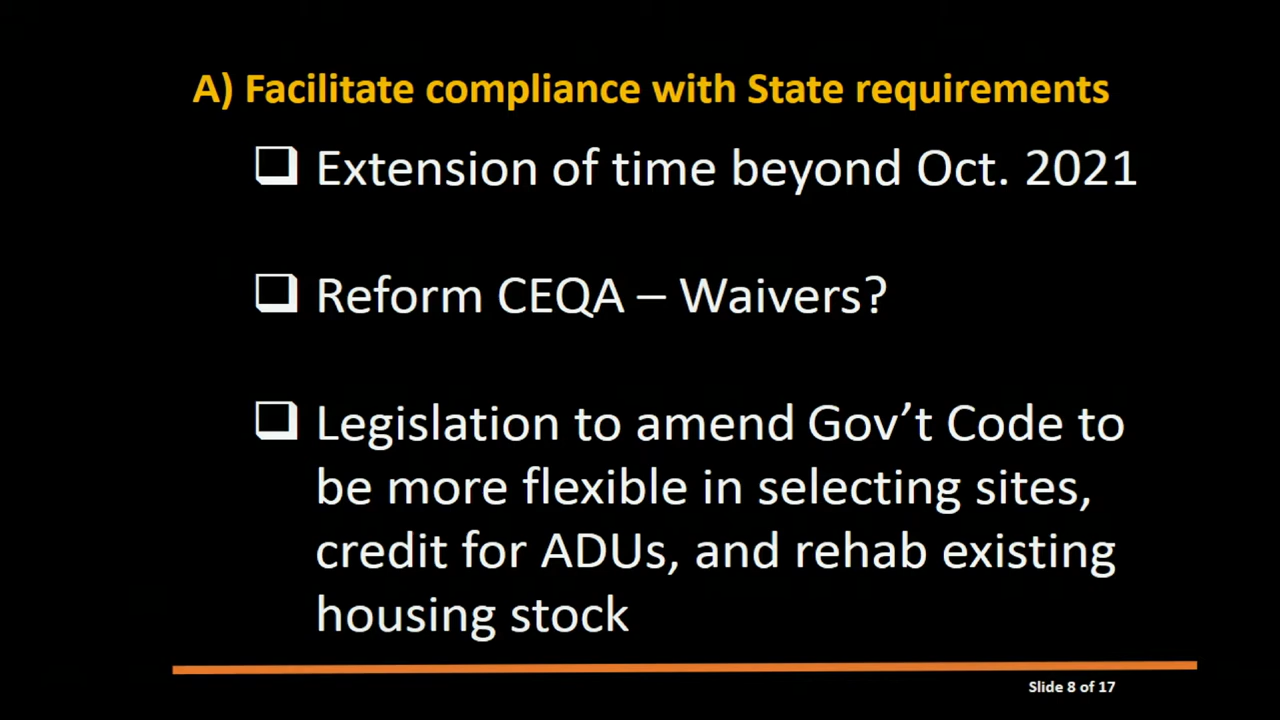 A) Facilitate compliance with State requirements
❑ Extension of time beyond Oct. 2021
❑ Reform CEQA – Waivers?
❑ Legislation to amend Gov’t Code to
be more flexible in selecting sites,
credit for ADUs, and rehab existing
housing stock
Slide 8 of 17